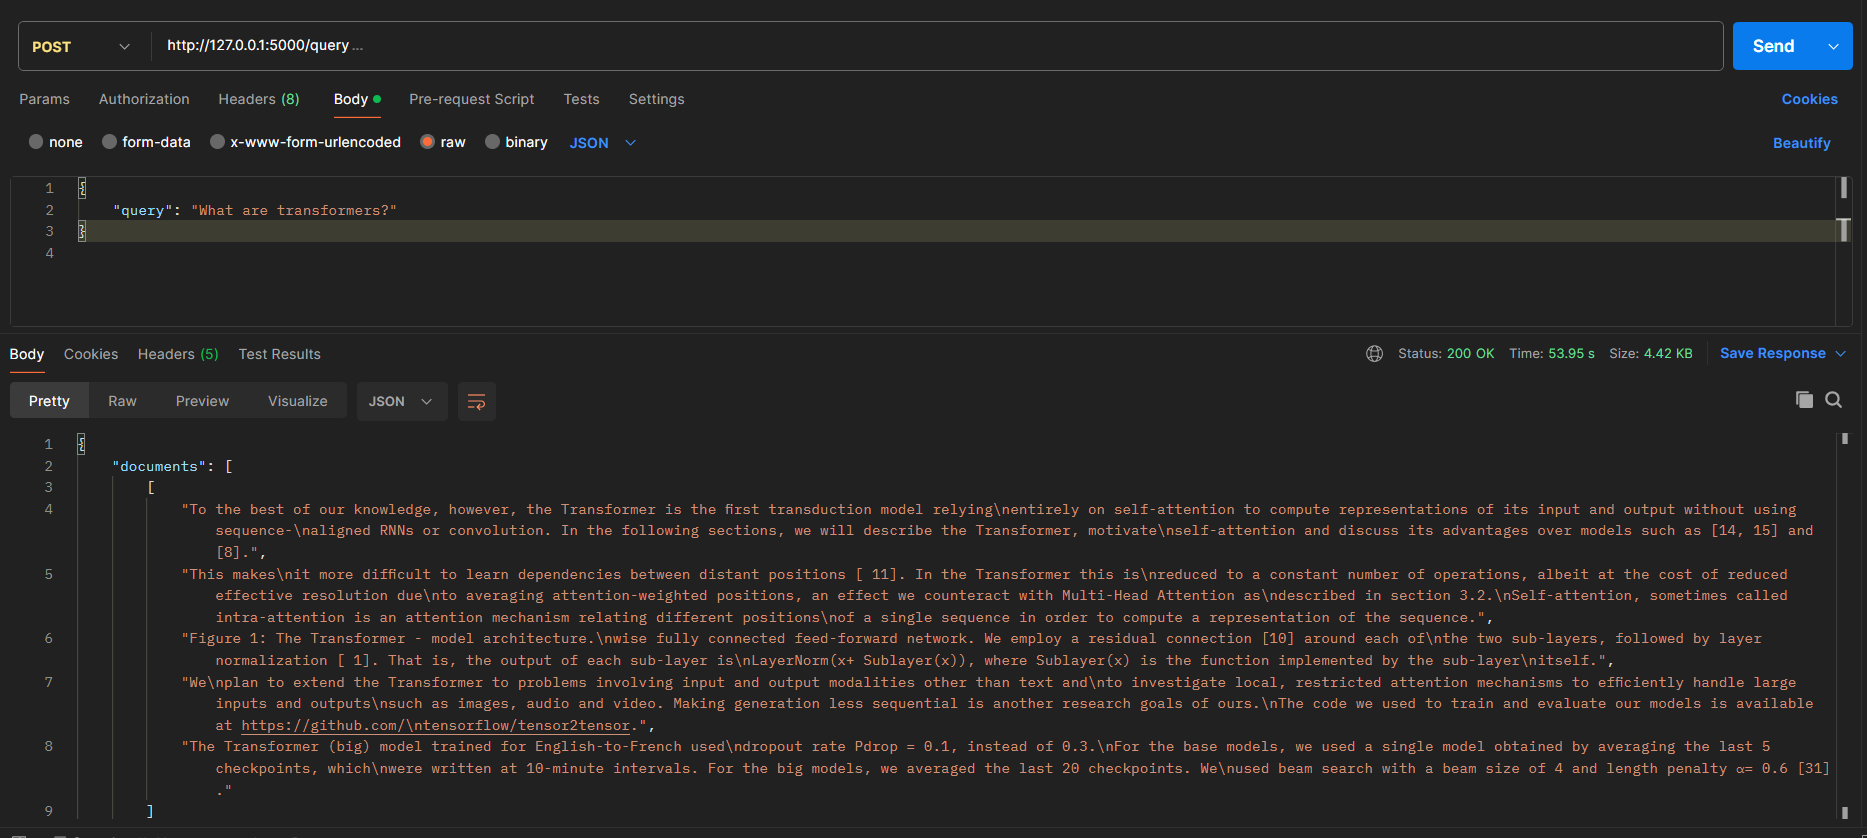 POST http://127.0.0.1:5000/query ... Send
Params Authorization Headers (8) Body Pre-request Script Tests Settings Cookies
none form-data x-www-form-urlencoded raw binary JSON Beautify
1 {
2 "query": "What are transformers?"
3 }
4
Body Cookies Headers (5) Test Results Status: 200 OK Time: 53.95 s Size: 4.42 KB Save Response
Pretty Raw Preview Visualize JSON
1 {
2 "documents": [
3 [
4 "To the best of our knowledge, however, the Transformer is the first transduction model relying\nentirely on self-attention to compute representations of its input and output without using
sequence-\naligned RNNs or convolution. In the following sections, we will describe the Transformer, motivate\nself-attention and discuss its advantages over models such as [14, 15] and
[8].",
5 "This makes\nit more difficult to learn dependencies between distant positions [ 11]. In the Transformer this is\nreduced to a constant number of operations, albeit at the cost of reduced
effective resolution due\nto averaging attention-weighted positions, an effect we counteract with Multi-Head Attention as\ndescribed in section 3.2.\nSelf-attention, sometimes called
intra-attention is an attention mechanism relating different positions\nof a single sequence in order to compute a representation of the sequence.",
6 "Figure 1: The Transformer - model architecture.\nwise fully connected feed-forward network. We employ a residual connection [10] around each of\nthe two sub-layers, followed by layer
normalization [ 1]. That is, the output of each sub-layer is\nLayerNorm(x+ Sublayer(x)), where Sublayer(x) is the function implemented by the sub-layer\nitself.",
7 "We\nplan to extend the Transformer to problems involving input and output modalities other than text and\nto investigate local, restricted attention mechanisms to efficiently handle large
inputs and outputs\nsuch as images, audio and video. Making generation less sequential is another research goals of ours.\nThe code we used to train and evaluate our models is available
at https://github.com/\ntensorflow/tensor2tensor.",
8 "The Transformer (big) model trained for English-to-French used\ndropout rate Pdrop = 0.1, instead of 0.3.\nFor the base models, we used a single model obtained by averaging the last 5
checkpoints, which\nwere written at 10-minute intervals. For the big models, we averaged the last 20 checkpoints. We\nused beam search with a beam size of 4 and length penalty α= 0.6 [31]
."
9 ]